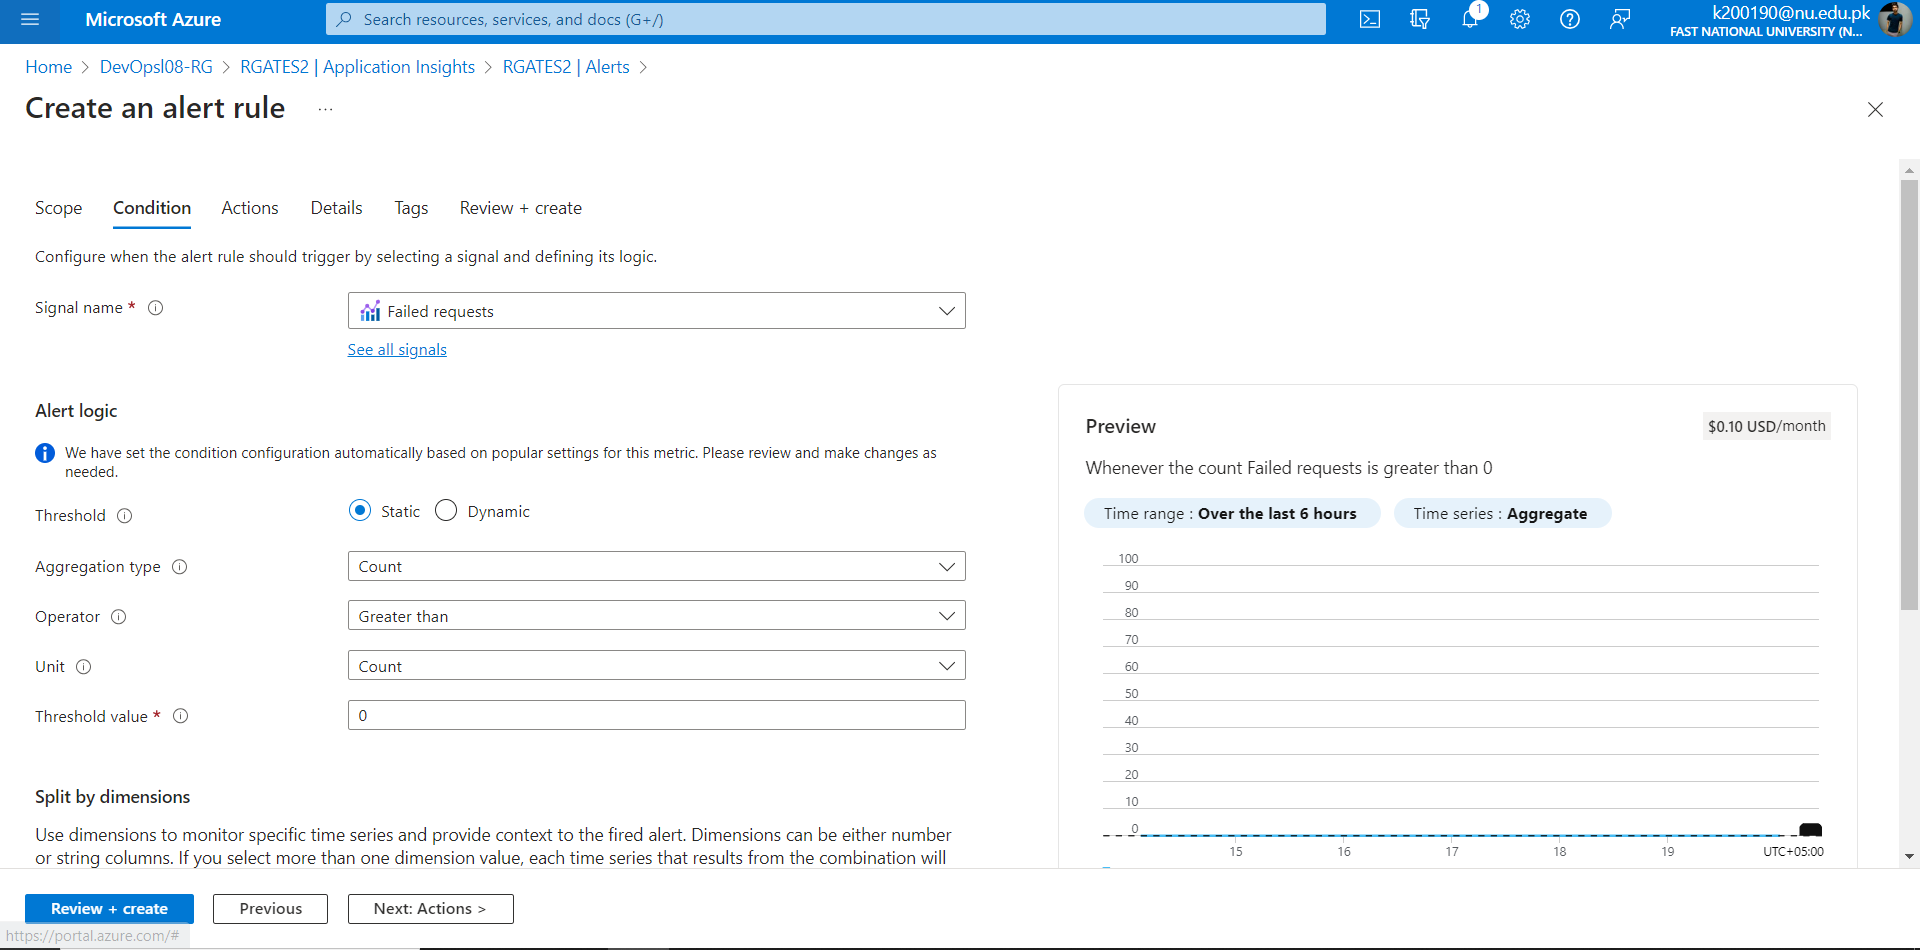 Microsoft Azure
Search resources, services, and docs (G+/)
1
k200190@nu.edu.pk
FAST NATIONAL UNIVERSITY (N...
Home > DevOpsl08-RG > RGATES2 | Application Insights > RGATES2 | Alerts >
Create an alert rule ...
Scope Condition Actions Details Tags Review + create
Configure when the alert rule should trigger by selecting a signal and defining its logic.
Signal name *
Failed requests
See all signals
Alert logic
We have set the condition configuration automatically based on popular settings for this metric. Please review and make changes as
needed.
Threshold
Static Dynamic
Aggregation type
Count
Operator
Greater than
Unit
Count
Threshold value *
0
Split by dimensions
Use dimensions to monitor specific time series and provide context to the fired alert. Dimensions can be either number
or string columns. If you select more than one dimension value, each time series that results from the combination will
Preview
$0.10 USD/month
Whenever the count Failed requests is greater than 0
Time range : Over the last 6 hours
Time series : Aggregate
100
90
80
70
60
50
40
30
20
10
0
15 16 17 18 19 UTC+05:00
Review + create
Previous
Next: Actions >
https://portal.azure.com/#